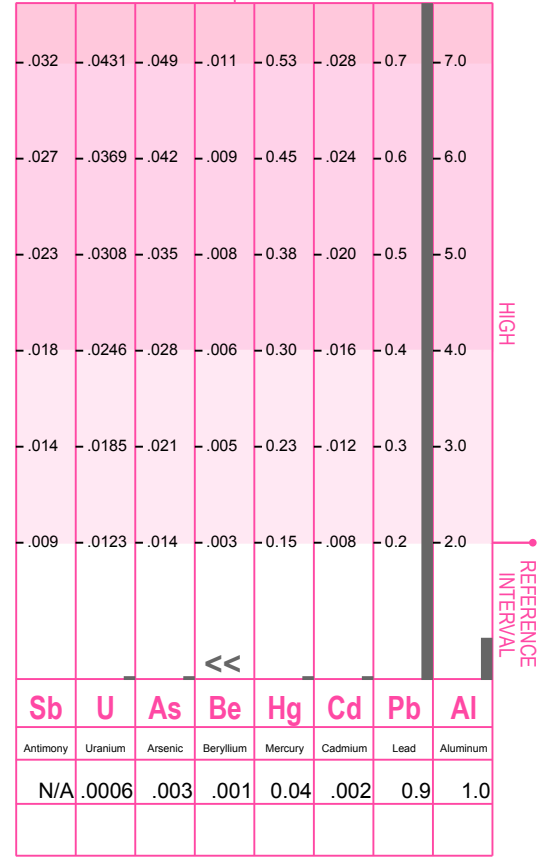 .032 .0431 .049 .011 0.53 .028 0.7 7.0
.027 .0369 .042 .009 0.45 .024 0.6 6.0
.023 .0308 .035 .008 0.38 .020 0.5 5.0
HIGH
.018 .0246 .028 .006 0.30 .016 0.4 4.0
.014 .0185 .021 .005 0.23 .012 0.3 3.0
.009 .0123 .014 .003 0.15 .008 0.2 2.0
REFERENCE
INTERVAL
<<
Sb U As Be Hg Cd Pb Al
Antimony Uranium Arsenic Beryllium Mercury Cadmium Lead Aluminum
N/A .0006 .003 .001 0.04 .002 0.9 1.0